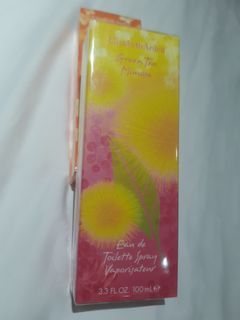 Elizabeth Arden
Green Tea
Mimosa
Eau de
Toilette Spray
Vaporisateur
3.3 FL.OZ. 100 mL ℮